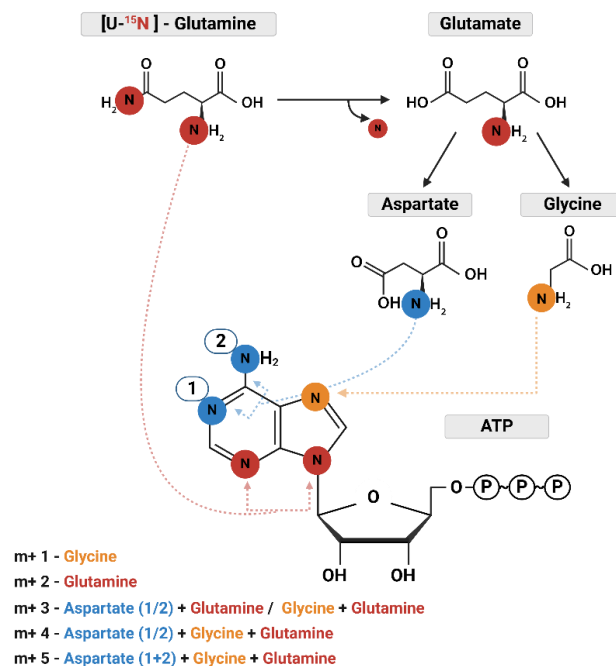 [U-¹⁵N] - Glutamine
Glutamate
O
O
O
O
H₂N
OH
HO
OH
NH₂
N
NH₂
Aspartate
Glycine
O
O
O
OH
OH
OH
NH₂
NH₂
2
NH₂
1
N
N
ATP
N
N
O
O
P
P
P
OH
OH
m+ 1 - Glycine
m+ 2 - Glutamine
m+ 3 - Aspartate (1/2) + Glutamine / Glycine + Glutamine
m+ 4 - Aspartate (1/2) + Glycine + Glutamine
m+ 5 - Aspartate (1+2) + Glycine + Glutamine